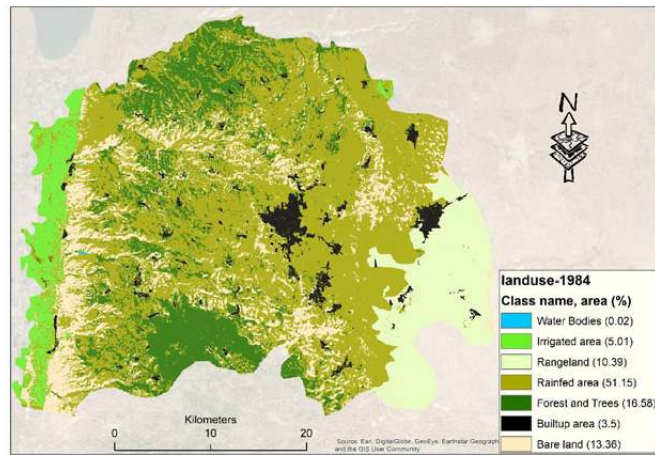 N
landuse-1984
Class name, area (%)
Water Bodies (0.02)
Irrigated area (5.01)
Rangeland (10.39)
Rainfed area (51.15)
Forest and Trees (16.58)
Builtup area (3.5)
Bare land (13.36)
Kilometers
0 10 20
Source: Esri, DigitalGlobe, GeoEye, Earthstar Geograph
and the GIS User Community